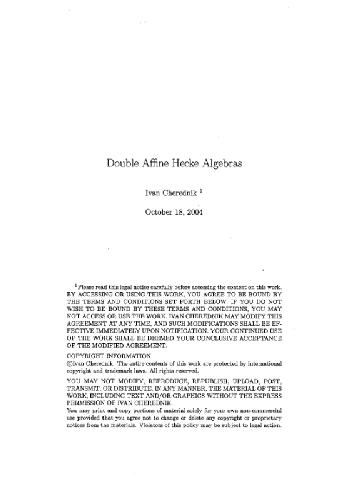 Double Affine Hecke Algebras
Ivan Cherednik 1
October 18, 2004
1 Please read this legal notice carefully before accessing the content on this work.
BY ACCESSING OR USING THIS WORK, YOU AGREE TO BE BOUND BY
THE TERMS AND CONDITIONS SET FORTH BELOW. IF YOU DO NOT
WISH TO BE BOUND BY THESE TERMS AND CONDITIONS, YOU MAY
NOT ACCESS OR USE THE WORK. IVAN CHEREDNIK MAY MODIFY THIS
AGREEMENT AT ANY TIME, AND SUCH MODIFICATIONS SHALL BE EF-
FECTIVE IMMEDIATELY UPON NOTIFICATION. YOUR CONTINUED USE
OF THE WORK SHALL BE DEEMED YOUR CONCLUSIVE ACCEPTANCE
OF THE MODIFIED AGREEMENT.
COPYRIGHT INFORMATION
©Ivan Cherednik. The entire contents of this work are protected by international
copyright and trademark laws. All rights reserved.
YOU MAY NOT MODIFY, REPRODUCE, REPUBLISH, UPLOAD, POST,
TRANSMIT, OR DISTRIBUTE, IN ANY MANNER, THE MATERIAL OF THIS
WORK, INCLUDING TEXT AND/OR GRAPHICS WITHOUT THE EXPRESS
PERMISSION OF IVAN CHEREDNIK.
You may print and copy portions of material solely for your own non-commercial
use provided that you agree not to change or delete any copyright or proprietary
notices from the materials. Violators of this policy may be subject to legal action.